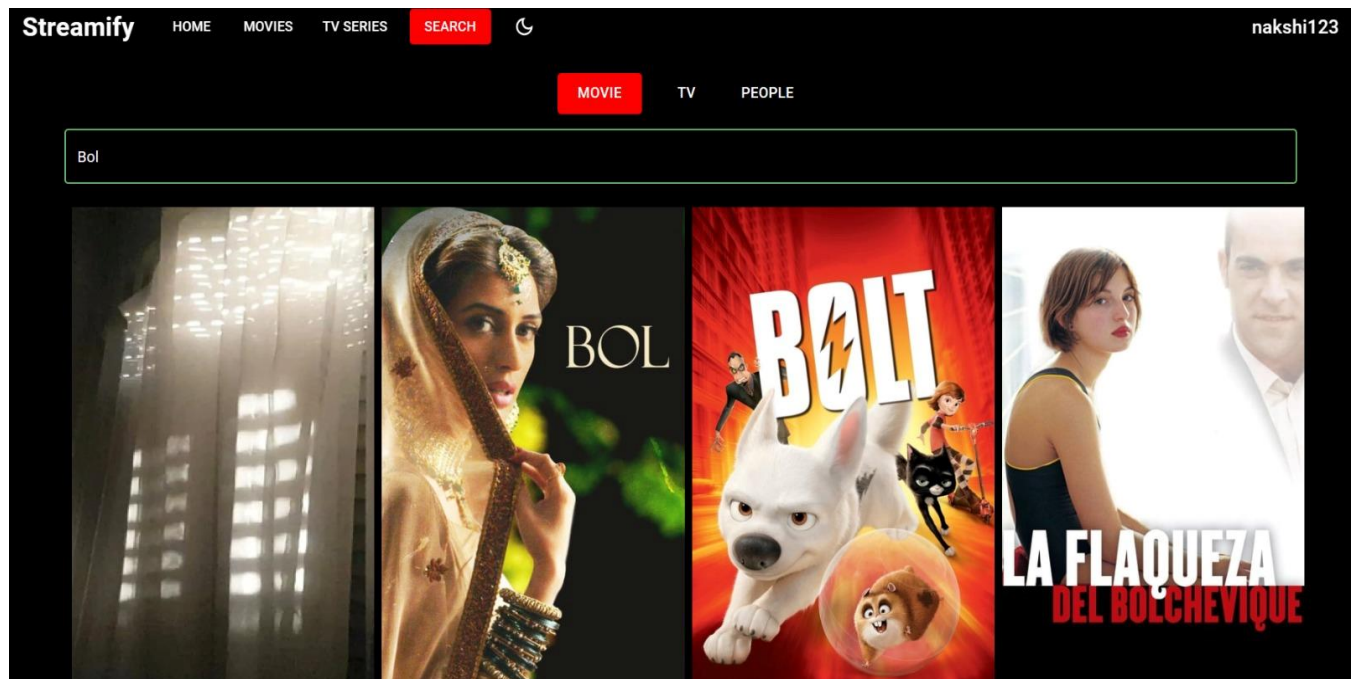 Streamify HOME MOVIES TV SERIES SEARCH nakshi123
MOVIE TV PEOPLE
Bol
BOL
BOLT
LA FLAQUEZA
DEL BOLCHEVIQUE